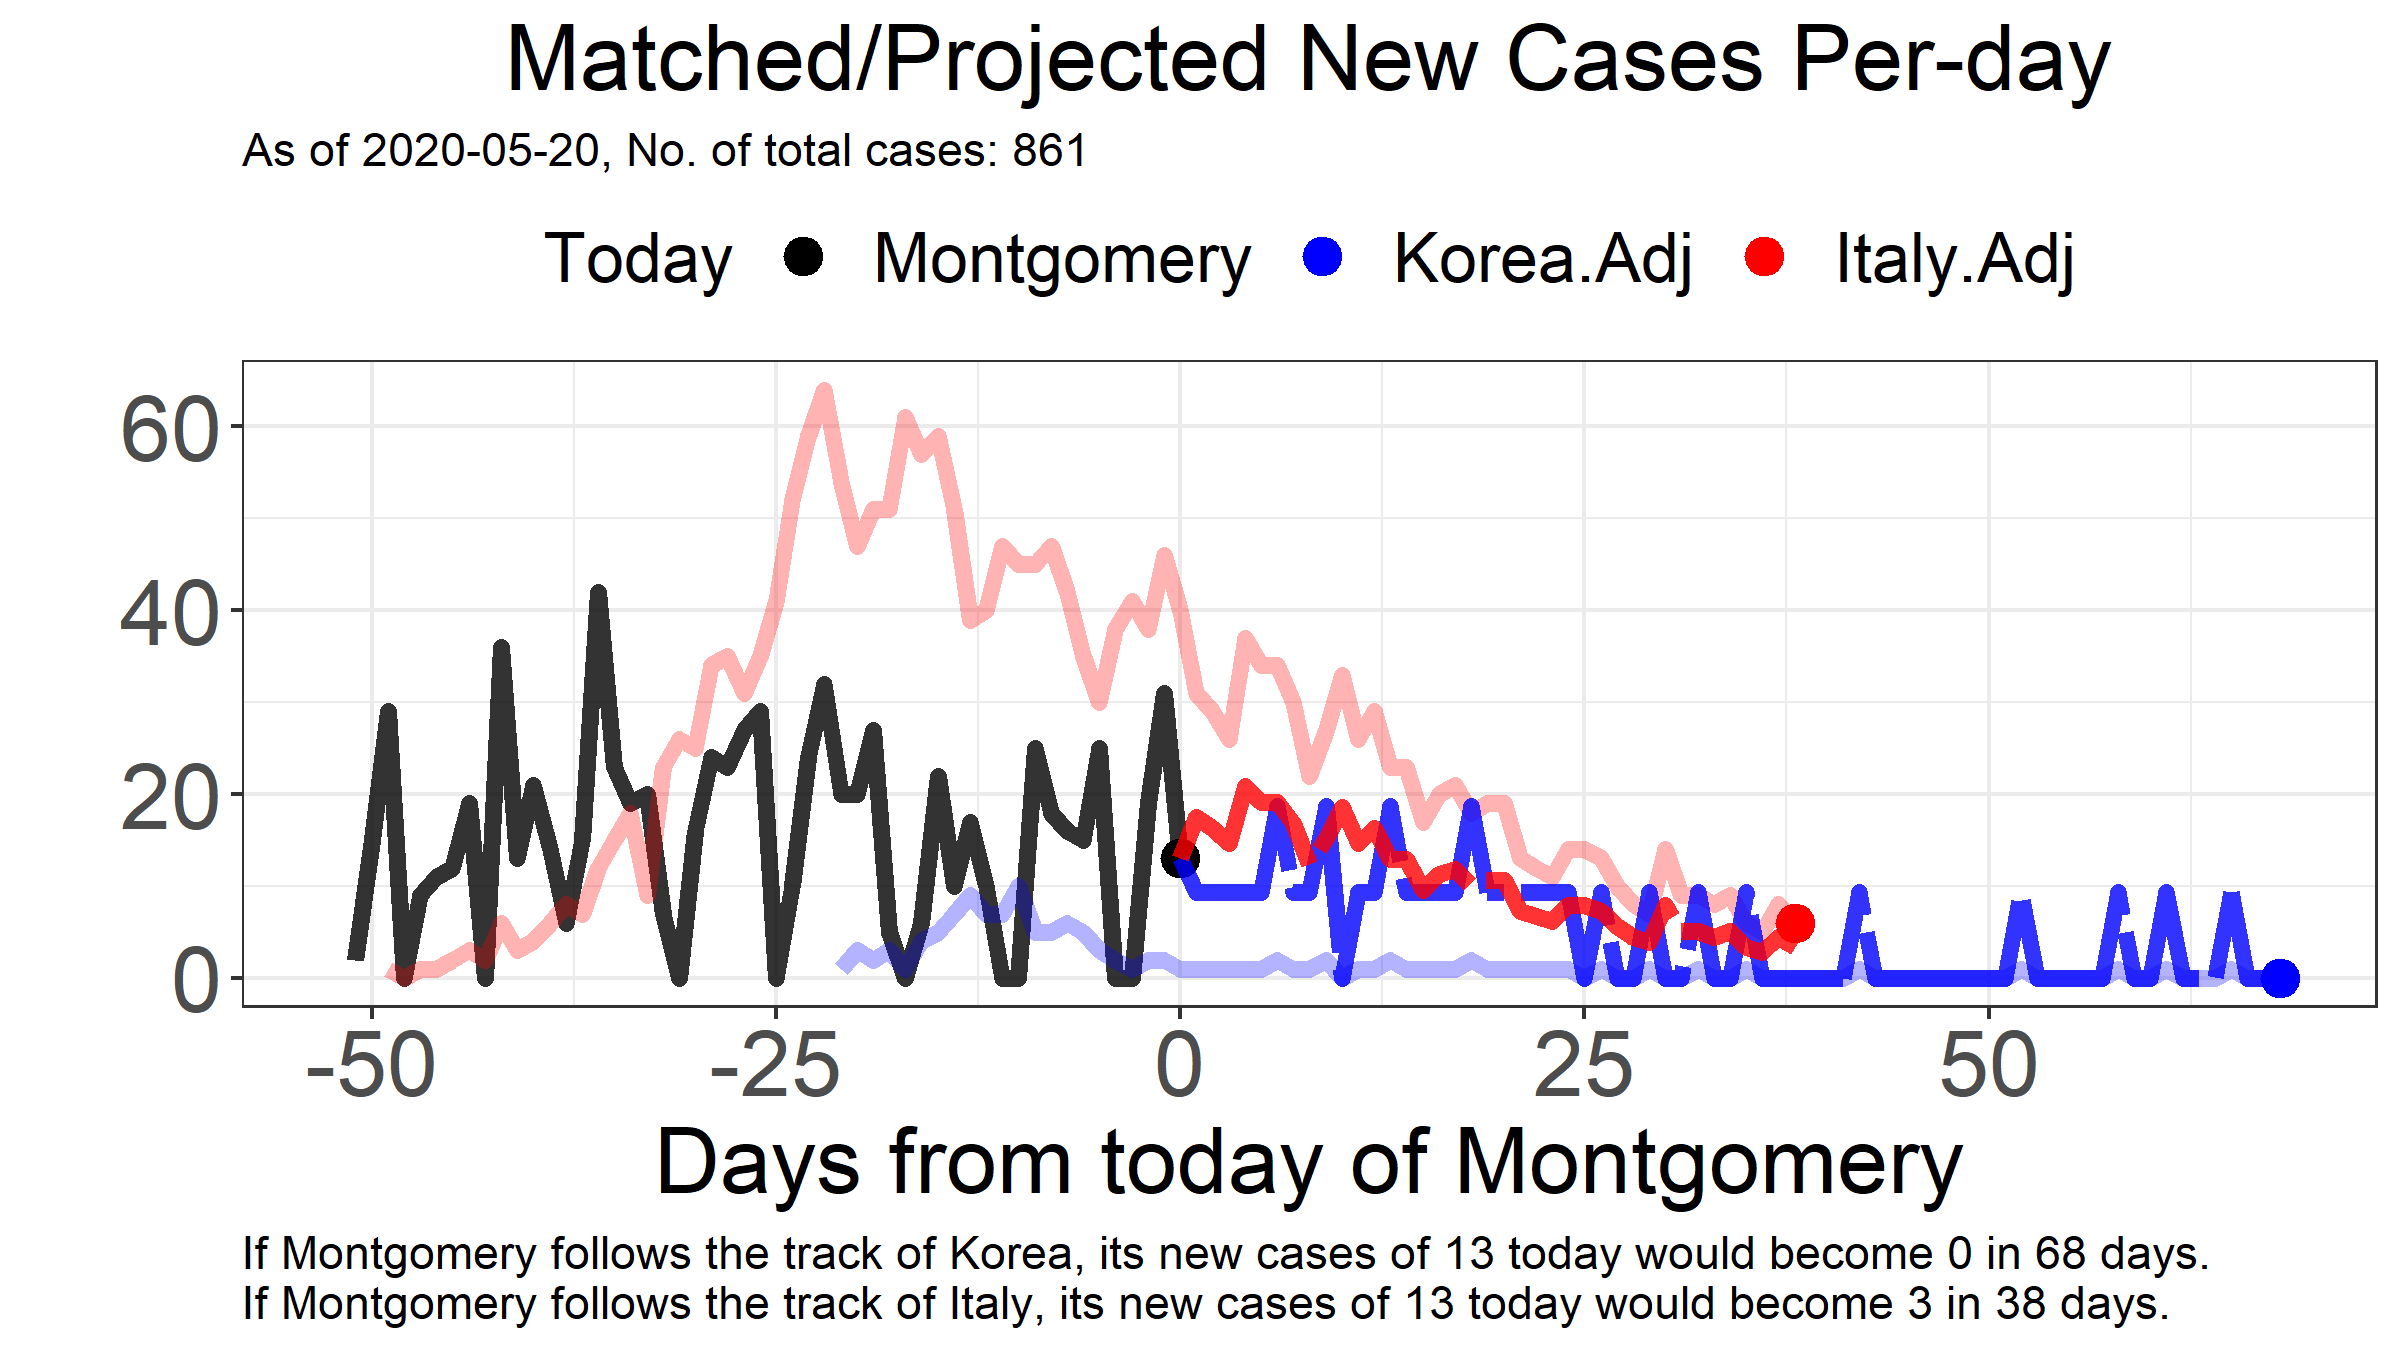 Matched/Projected New Cases Per-day
As of 2020-05-20, No. of total cases: 861
Today Montgomery Korea.Adj Italy.Adj
60
40
20
0
-50 -25 0 25 50
Days from today of Montgomery
If Montgomery follows the track of Korea, its new cases of 13 today would become 0 in 68 days.
If Montgomery follows the track of Italy, its new cases of 13 today would become 3 in 38 days.